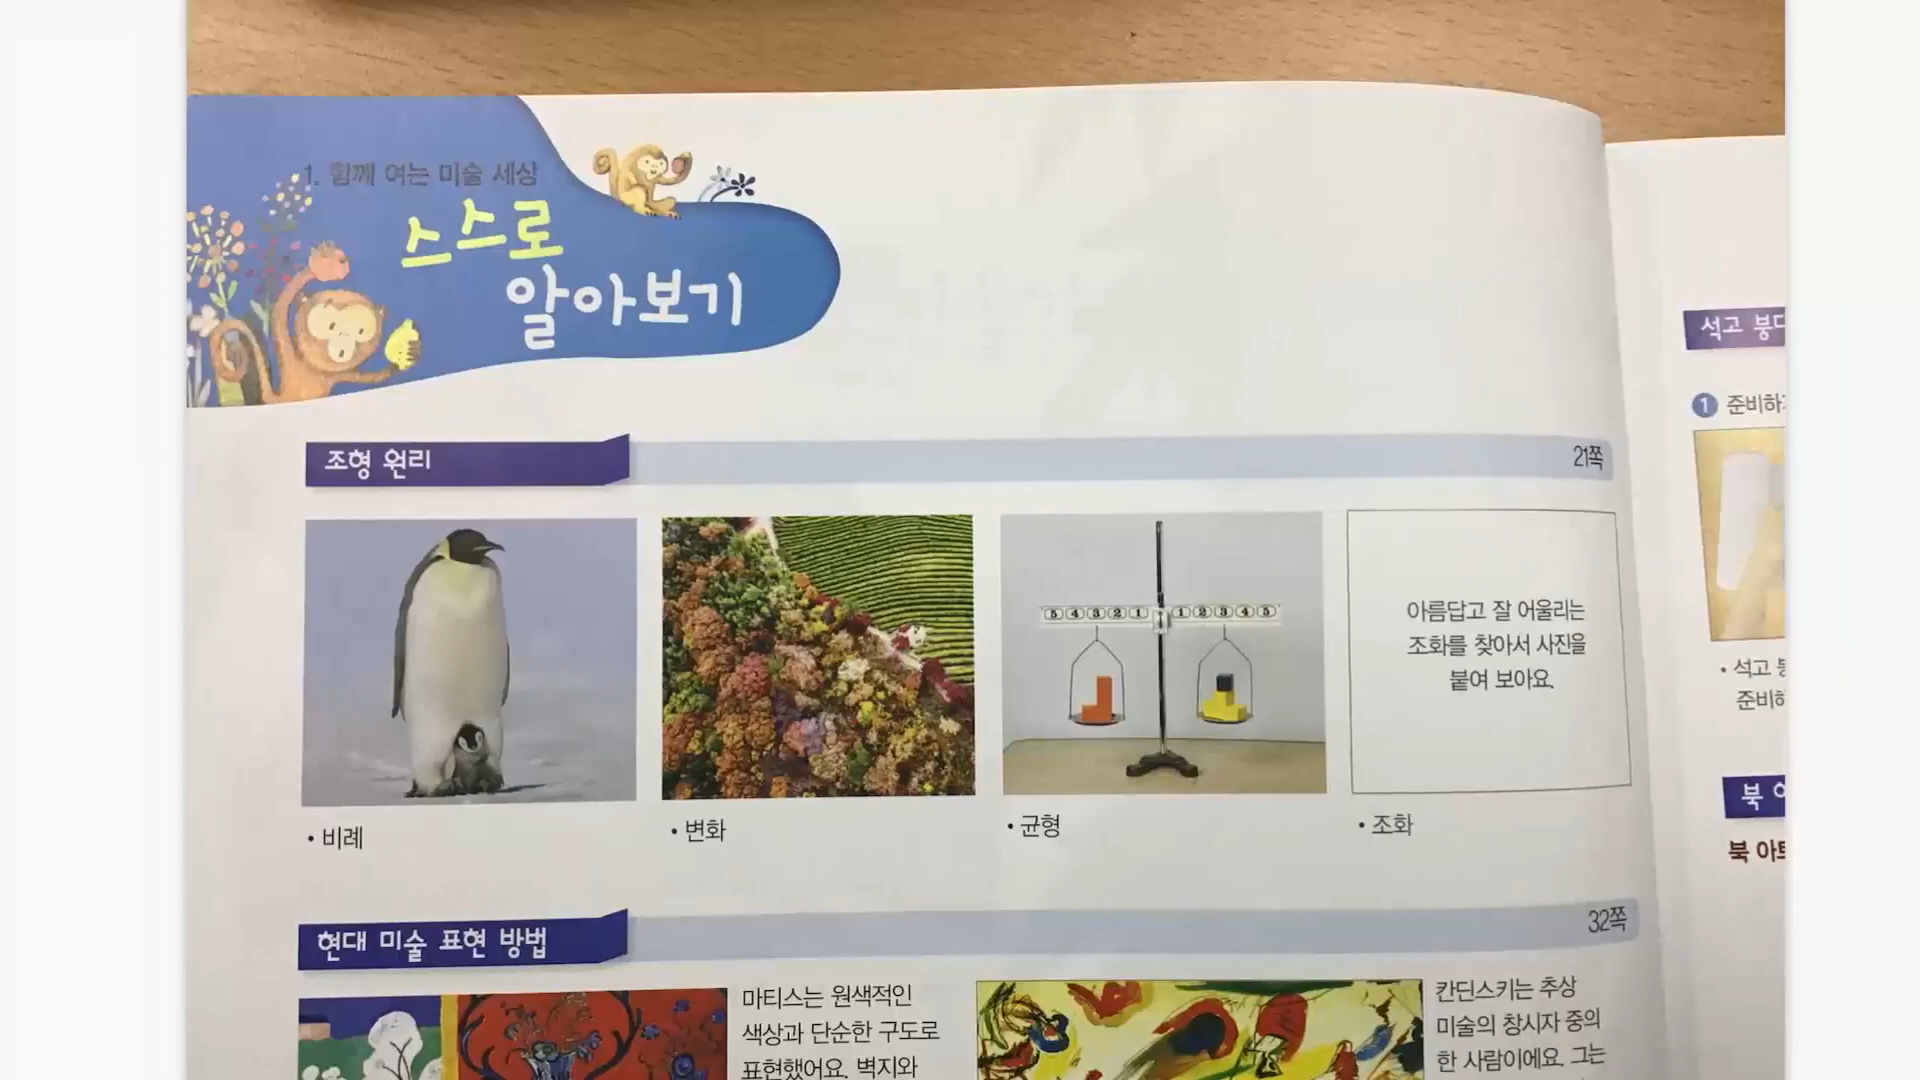 1. 함께 여는 미술 세상
스스로
알아보기
조형 원리
21쪽
5 4 3 2 1 1 2 3 4 5
아름답고 잘 어울리는
조화를 찾아서 사진을
붙여 보아요.
• 비례
• 변화
• 균형
• 조화
현대 미술 표현 방법
32쪽
마티스는 원색적인
색상과 단순한 구도로
표현했어요. 벽지와
칸딘스키는 추상
미술의 창시자 중의
한 사람이에요. 그는
석고 붕
1 준비하
• 석고
준비하
북
북 아트